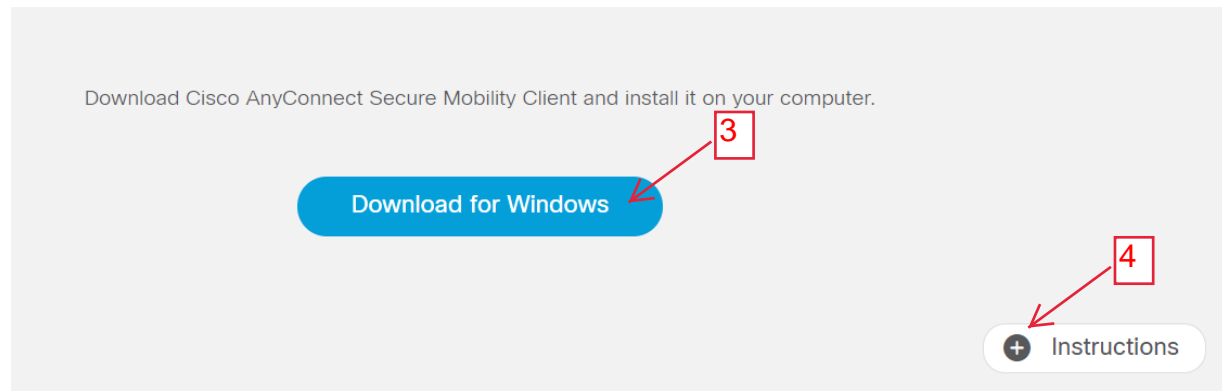 Download Cisco AnyConnect Secure Mobility Client and install it on your computer.
3
Download for Windows
4
Instructions